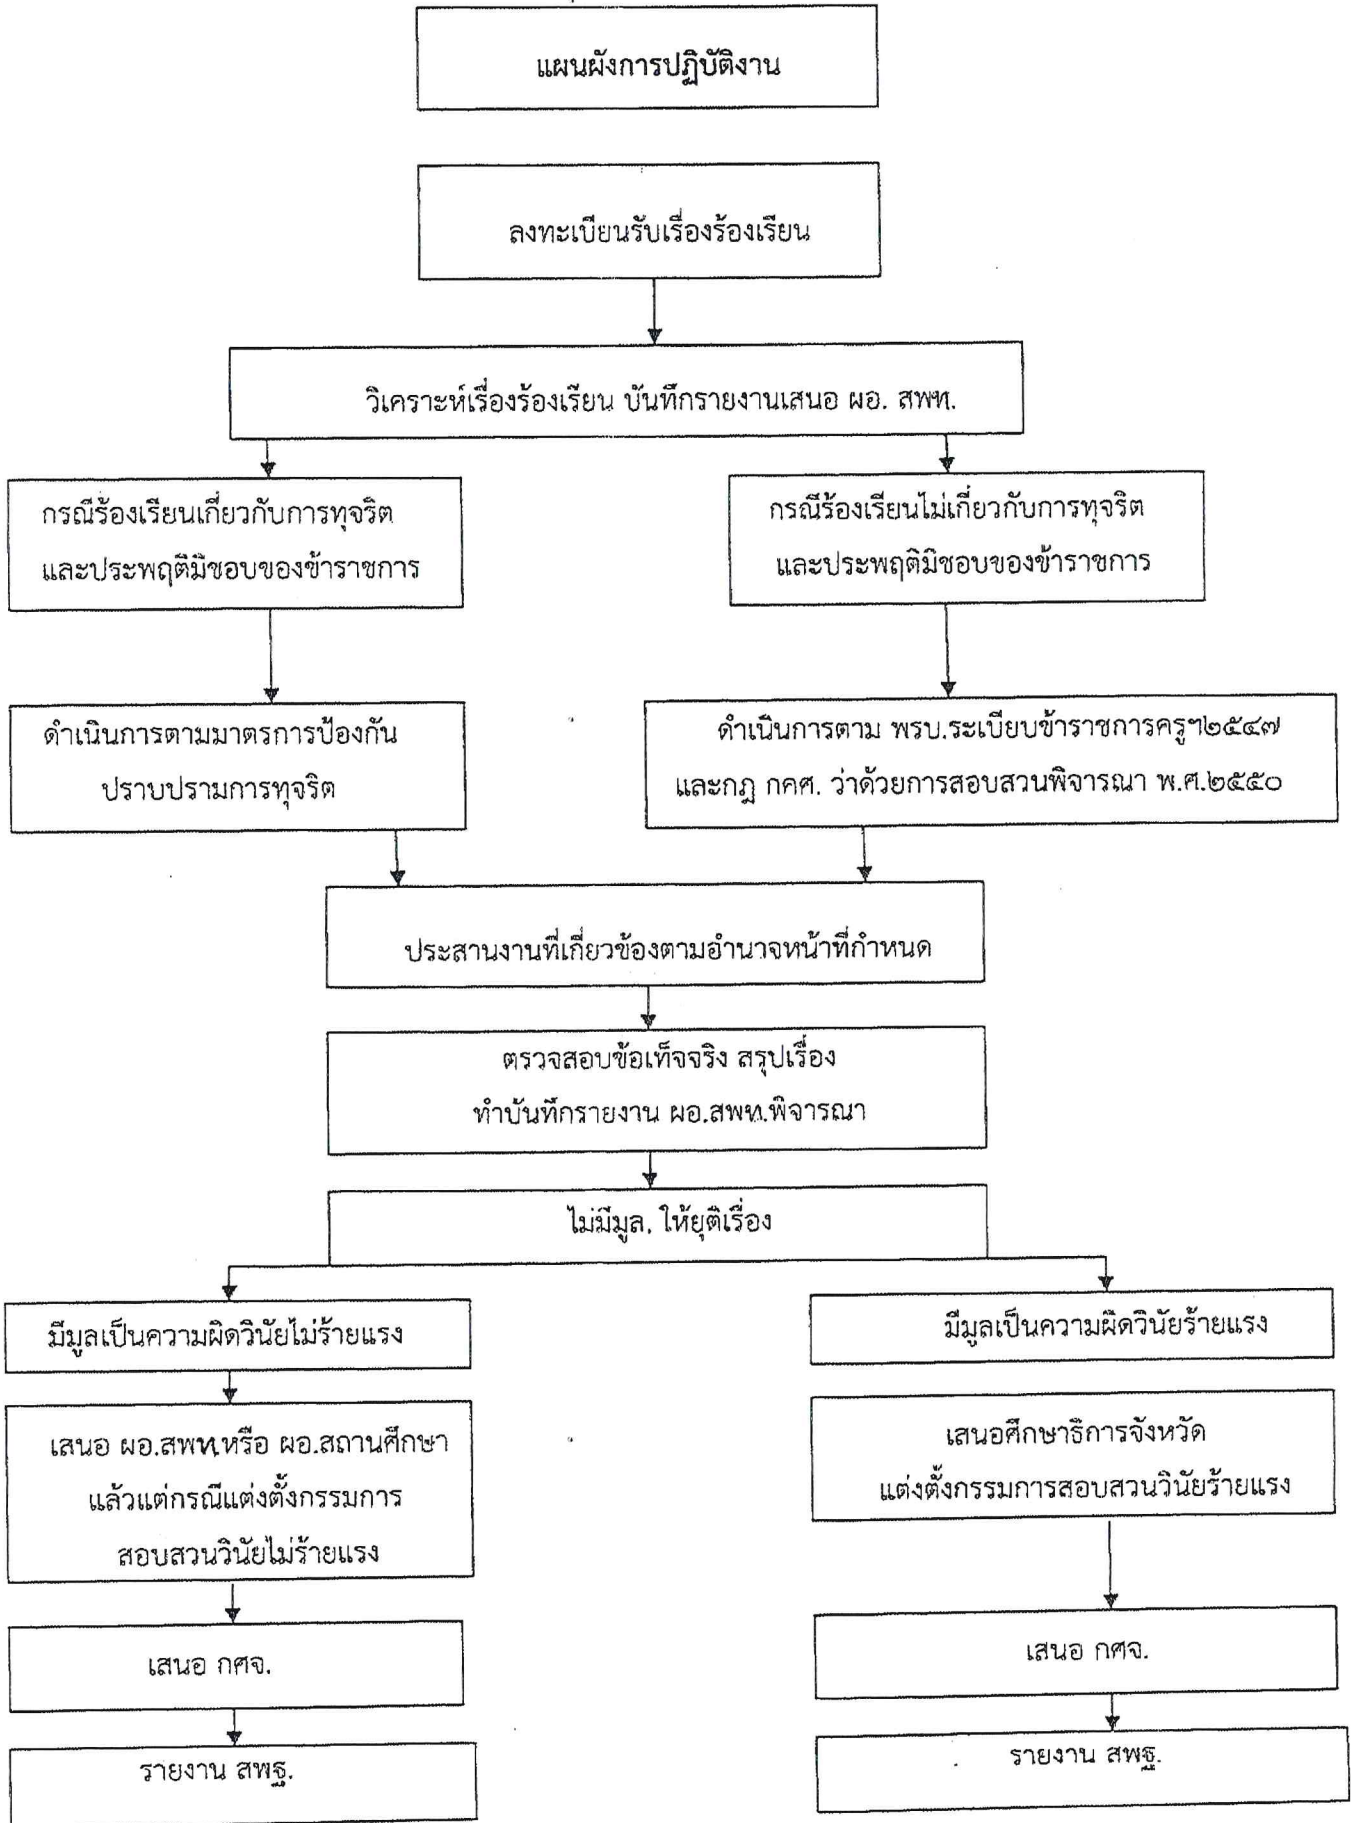 แผนผังการปฏิบัติงาน
ลงทะเบียนรับเรื่องร้องเรียน
วิเคราะห์เรื่องร้องเรียน บันทึกรายงานเสนอ ผอ. สพท.
กรณีร้องเรียนเกี่ยวกับการทุจริต
และประพฤติมิชอบของข้าราชการ
กรณีร้องเรียนไม่เกี่ยวกับการทุจริต
และประพฤติมิชอบของข้าราชการ
ดำเนินการตามมาตรการป้องกัน
ปราบปรามการทุจริต
ดำเนินการตาม พรบ.ระเบียบข้าราชการครูฯ๒๕๔๗
และกฎ กคศ. ว่าด้วยการสอบสวนพิจารณา พ.ศ.๒๕๕๐
ประสานงานที่เกี่ยวข้องตามอำนาจหน้าที่กำหนด
ตรวจสอบข้อเท็จจริง สรุปเรื่อง
ทำบันทึกรายงาน ผอ.สพท.พิจารณา
ไม่มีมูล. ให้ยุติเรื่อง
มีมูลเป็นความผิดวินัยไม่ร้ายแรง
มีมูลเป็นความผิดวินัยร้ายแรง
เสนอ ผอ.สพท.หรือ ผอ.สถานศึกษา
แล้วแต่กรณีแต่งตั้งกรรมการ
สอบสวนวินัยไม่ร้ายแรง
เสนอศึกษาธิการจังหวัด
แต่งตั้งกรรมการสอบสวนวินัยร้ายแรง
เสนอ กศจ.
เสนอ กศจ.
รายงาน สพฐ.
รายงาน สพฐ.